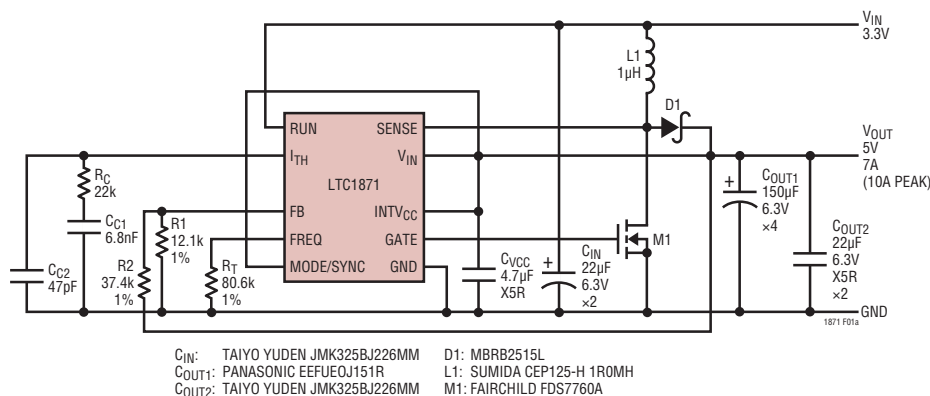 VIN
3.3V
L1
1µH
D1
RUN
SENSE
ITH
VIN
LTC1871
FB
INTVCC
FREQ
GATE
MODE/SYNC
GND
VOUT
5V
7A
(10A PEAK)
RC
22k
CC1
6.8nF
CC2
47pF
R1
12.1k
1%
R2
37.4k
1%
RT
80.6k
1%
CVCC
4.7µF
X5R
CIN
22µF
6.3V
×2
M1
COUT1
150µF
6.3V
×4
COUT2
22µF
6.3V
X5R
×2
+
+
GND
1871 F01a
CIN: TAIYO YUDEN JMK325BJ226MM
COUT1: PANASONIC EEFUEOJ151R
COUT2: TAIYO YUDEN JMK325BJ226MM
D1: MBRB2515L
L1: SUMIDA CEP125-H 1R0MH
M1: FAIRCHILD FDS7760A